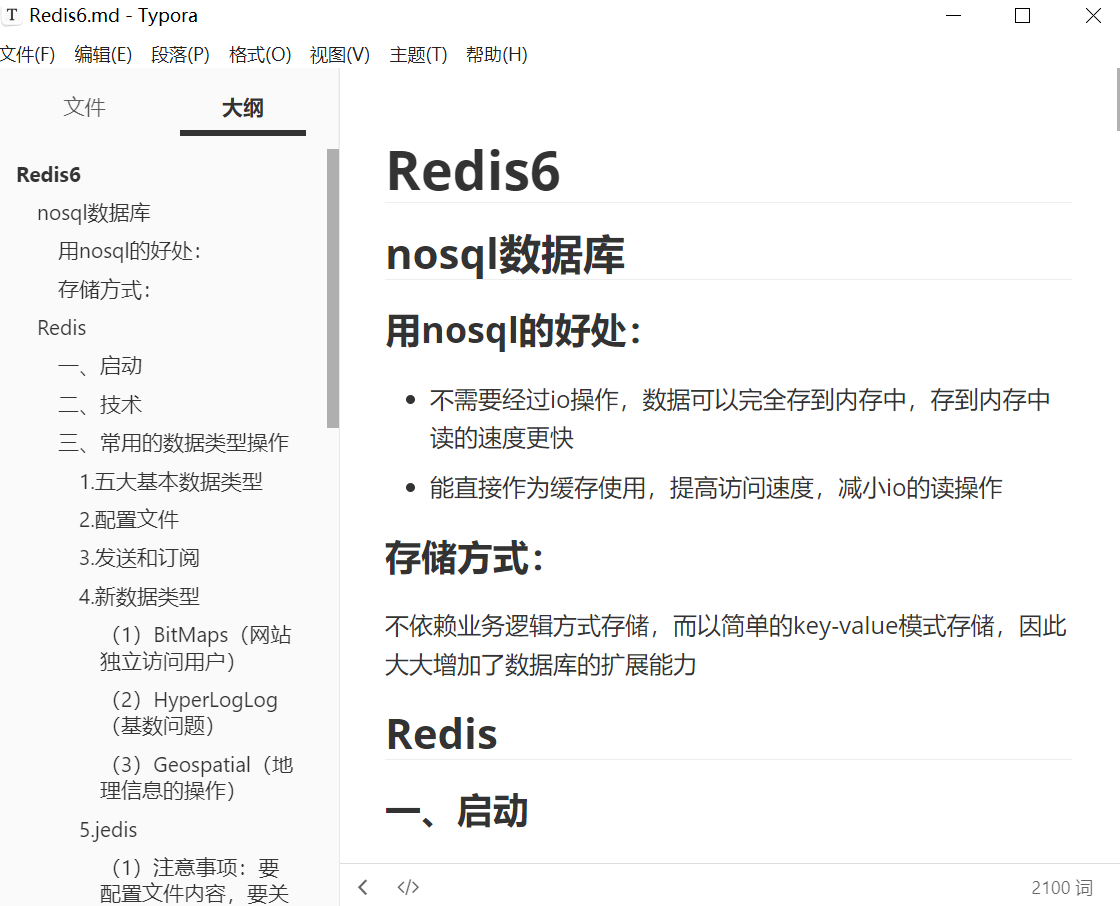 Redis6.md - Typora
文件(F) 编辑(E) 段落(P) 格式(O) 视图(V) 主题(T) 帮助(H)
文件 大纲
Redis6
nosql数据库
用nosql的好处：
存储方式：
Redis
一、启动
二、技术
三、常用的数据类型操作
1.五大基本数据类型
2.配置文件
3.发送和订阅
4.新数据类型
（1）BitMaps（网站
独立访问用户）
（2）HyperLogLog
（基数问题）
（3）Geospatial（地
理信息的操作）
5.jedis
（1）注意事项：要
配置文件内容，要关
Redis6
nosql数据库
用nosql的好处：
不需要经过io操作，数据可以完全存到内存中，存到内存中
读的速度更快
能直接作为缓存使用，提高访问速度，减小io的读操作
存储方式：
不依赖业务逻辑方式存储，而以简单的key-value模式存储，因此
大大增加了数据库的扩展能力
Redis
一、启动
2100 词